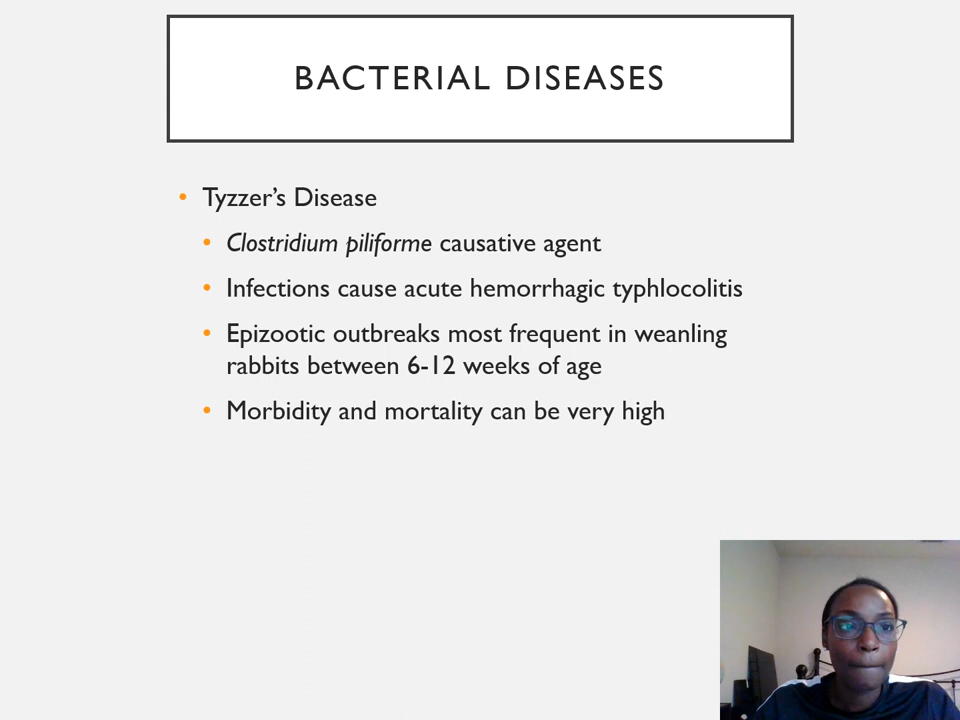 BACTERIAL DISEASES
• Tyzzer’s Disease
• Clostridium piliforme causative agent
• Infections cause acute hemorrhagic typhlocolitis
• Epizootic outbreaks most frequent in weanling
rabbits between 6-12 weeks of age
• Morbidity and mortality can be very high